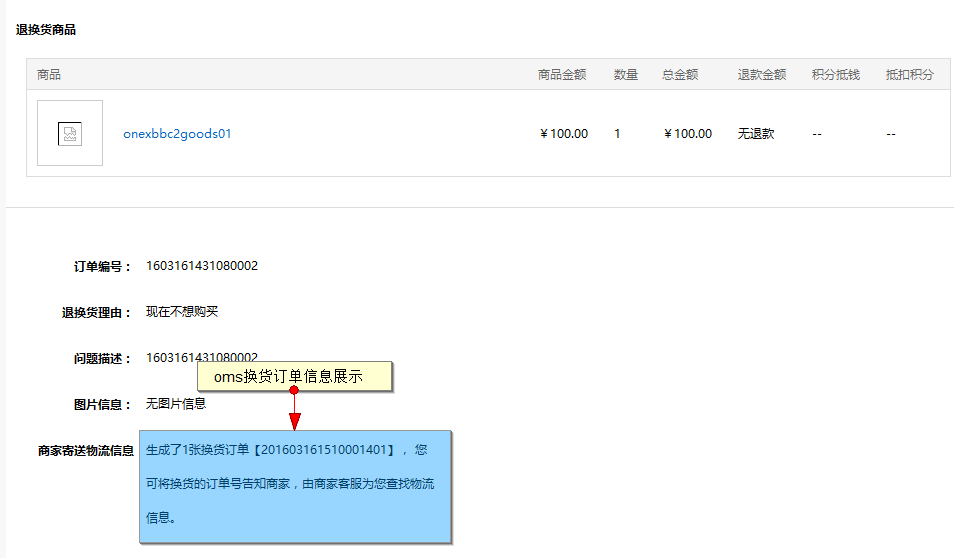 退换货商品
商品 商品金额 数量 总金额 退款金额 积分抵钱 抵扣积分
onexbbc2goods01 ￥100.00 1 ￥100.00 无退款 -- --
订单编号： 1603161431080002
退换货理由： 现在不想购买
问题描述： 1603161431080002
oms换货订单信息展示
图片信息： 无图片信息
商家寄送物流信息 生成了1张换货订单【201603161510001401】，您
可将换货的订单号告知商家，由商家客服为您查找物流
信息。